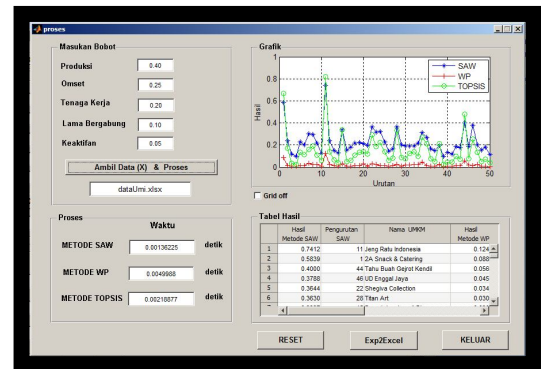 proses
Masukan Bobot
Produksi 0.40
Omset 0.25
Tenaga Kerja 0.20
Lama Bergabung 0.10
Keaktifan 0.05
Ambil Data (X) & Proses
dataUmi.xlsx
Proses
Waktu
METODE SAW 0.00136225 detik
METODE WP 0.0049988 detik
METODE TOPSIS 0.00218877 detik
Grafik
1
0.8
0.6
0.4
0.2
0
Hasil
0 10 20 30 40 50
Urutan
SAW
WP
TOPSIS
Grid off
Tabel Hasil
Hasil Metode SAW Pengurutan SAW Nama UMKM Hasil Metode WP
1 0.7412 11 Jeng Ratu Indonesia 0.124
2 0.5839 1 2A Snack & Catering 0.088
3 0.4000 44 Tahu Buah Gejrot Kendil 0.056
4 0.3788 46 UD Enggal Jaya 0.045
5 0.3644 22 Shegiva Collection 0.034
6 0.3630 28 Titan Art 0.030
RESET
Exp2Excel
KELUAR